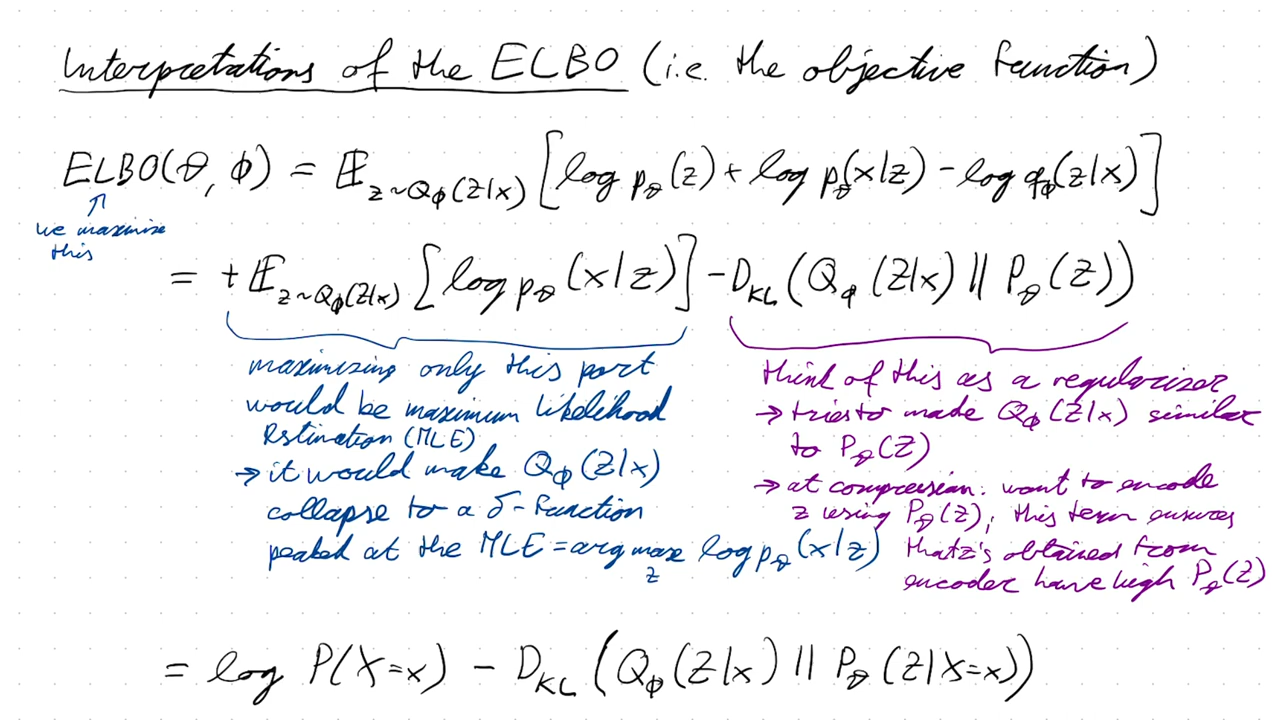 Interpretations of the ELBO (i.e. the objective function)
ELBO(θ, ϕ) = 𝔼_{z∼Q_ϕ(Z|x)} [log p_θ(z) + log p_θ(x|z) − log q_ϕ(z|x)]
↑
we maximize
this
= + 𝔼_{z∼Q_ϕ(Z|x)} [log p_θ(x|z)] − D_KL(Q_ϕ(Z|x) || P_θ(Z))
maximizing only this part
would be maximum likelihood
Estimation (MLE)
→ it would make Q_ϕ(Z|x)
collapse to a δ-function
peaked at the MLE = arg max_z log p_θ(x|z)
think of this as a regularizer
→ tries to made Q_ϕ(Z|x) similar
to P_θ(Z)
→ at compression: want to encode
z using P_θ(Z); this term ensures
that z's obtained from
encoder have high P_θ(Z)
= log P(X=x) − D_KL(Q_ϕ(Z|x) || P_θ(Z|X=x))